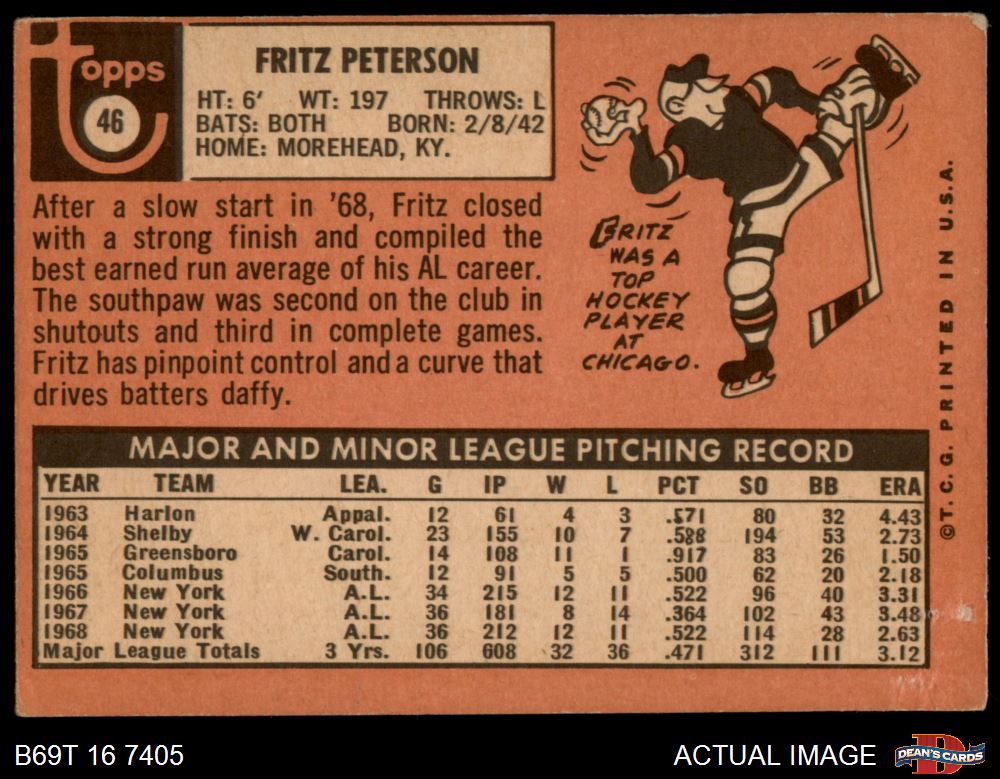 topps
46
FRITZ PETERSON
HT: 6' WT: 197 THROWS: L
BATS: BOTH BORN: 2/8/42
HOME: MOREHEAD, KY.
After a slow start in '68, Fritz closed
with a strong finish and compiled the
best earned run average of his AL career.
The southpaw was second on the club in
shutouts and third in complete games.
Fritz has pinpoint control and a curve that
drives batters daffy.
FRITZ
WAS A
TOP
HOCKEY
PLAYER
AT
CHICAGO.
©T. C. G. PRINTED IN U.S.A.
MAJOR AND MINOR LEAGUE PITCHING RECORD
YEAR TEAM LEA. G IP W L PCT SO BB ERA
1963 Harlon Appal. 12 61 4 3 .571 80 32 4.43
1964 Shelby W. Carol. 23 155 10 7 .588 194 53 2.73
1965 Greensboro Carol. 14 108 11 1 .917 83 26 1.50
1965 Columbus South. 12 91 5 5 .500 62 20 2.18
1966 New York A.L. 34 215 12 11 .522 96 40 3.31
1967 New York A.L. 36 181 8 14 .364 102 43 3.48
1968 New York A.L. 36 212 12 11 .522 114 28 2.63
Major League Totals 3 Yrs. 106 608 32 36 .471 312 111 3.12
B69T 16 7405
ACTUAL IMAGE
DEAN'S CARDS